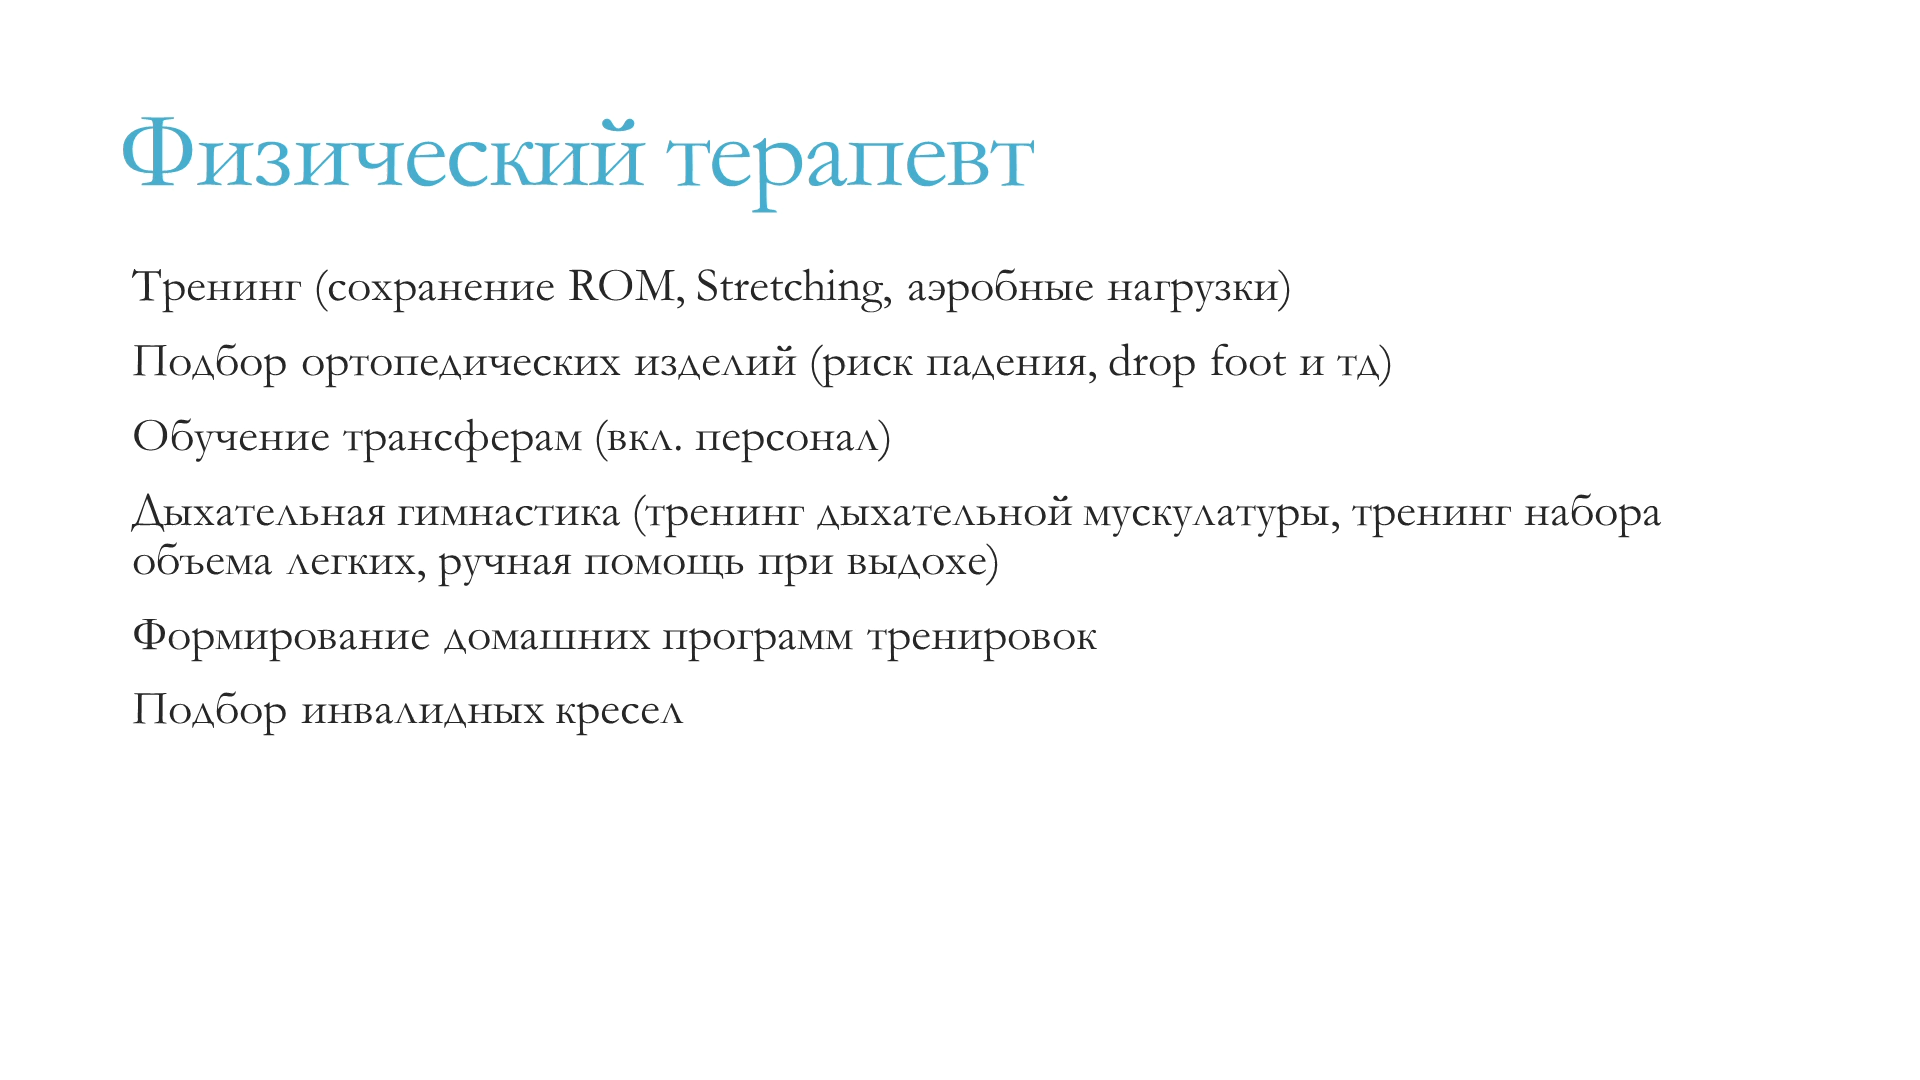 Физический терапевт
Тренинг (сохранение ROM, Stretching, аэробные нагрузки)
Подбор ортопедических изделий (риск падения, drop foot и тд)
Обучение трансферам (вкл. персонал)
Дыхательная гимнастика (тренинг дыхательной мускулатуры, тренинг набора
объема легких, ручная помощь при выдохе)
Формирование домашних программ тренировок
Подбор инвалидных кресел